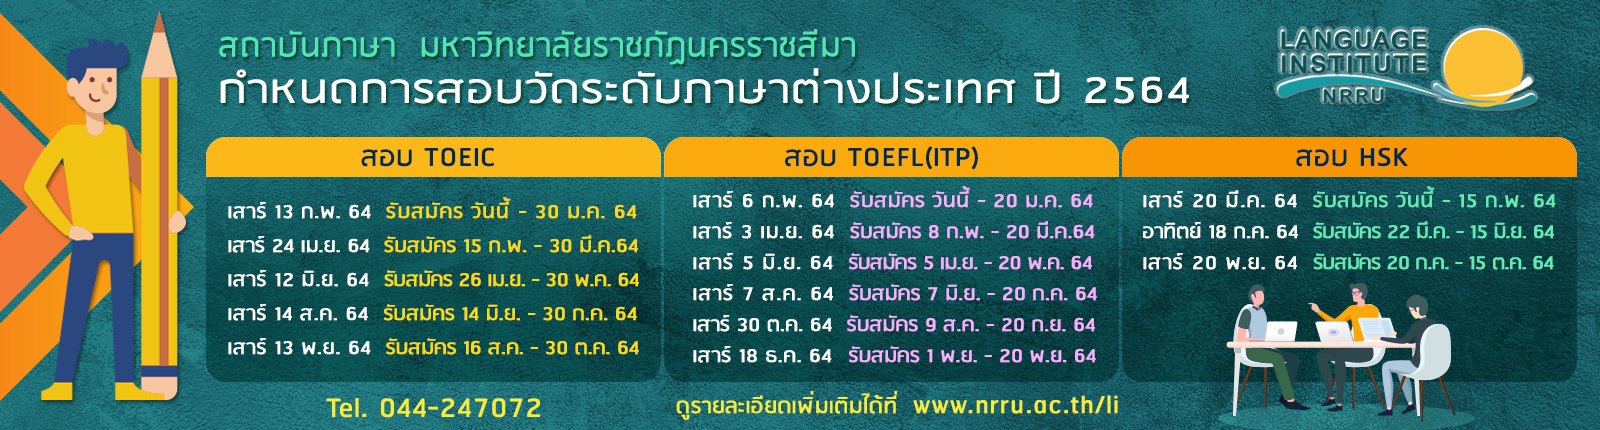 สถาบันภาษา มหาวิทยาลัยราชภัฏนครราชสีมา
กำหนดการสอบวัดระดับภาษาต่างประเทศ ปี 2564
LANGUAGE
INSTITUTE
NRRU
สอบ TOEIC
เสาร์ 13 ก.พ. 64 รับสมัคร วันนี้ - 30 ม.ค. 64
เสาร์ 24 เม.ย. 64 รับสมัคร 15 ก.พ. - 30 มี.ค.64
เสาร์ 12 มิ.ย. 64 รับสมัคร 26 เม.ย. - 30 พ.ค. 64
เสาร์ 14 ส.ค. 64 รับสมัคร 14 มิ.ย. - 30 ก.ค. 64
เสาร์ 13 พ.ย. 64 รับสมัคร 16 ส.ค. - 30 ต.ค. 64
สอบ TOEFL(ITP)
เสาร์ 6 ก.พ. 64 รับสมัคร วันนี้ - 20 ม.ค. 64
เสาร์ 3 เม.ย. 64 รับสมัคร 8 ก.พ. - 20 มี.ค.64
เสาร์ 5 มิ.ย. 64 รับสมัคร 5 เม.ย. - 20 พ.ค. 64
เสาร์ 7 ส.ค. 64 รับสมัคร 7 มิ.ย. - 20 ก.ค. 64
เสาร์ 30 ต.ค. 64 รับสมัคร 9 ส.ค. - 20 ก.ย. 64
เสาร์ 18 ธ.ค. 64 รับสมัคร 1 พ.ย. - 20 พ.ย. 64
สอบ HSK
เสาร์ 20 มี.ค. 64 รับสมัคร วันนี้ - 15 ก.พ. 64
อาทิตย์ 18 ก.ค. 64 รับสมัคร 22 มี.ค. - 15 มิ.ย. 64
เสาร์ 20 พ.ย. 64 รับสมัคร 20 ก.ค. - 15 ต.ค. 64
Tel. 044-247072
ดูรายละเอียดเพิ่มเติมได้ที่ www.nrru.ac.th/li